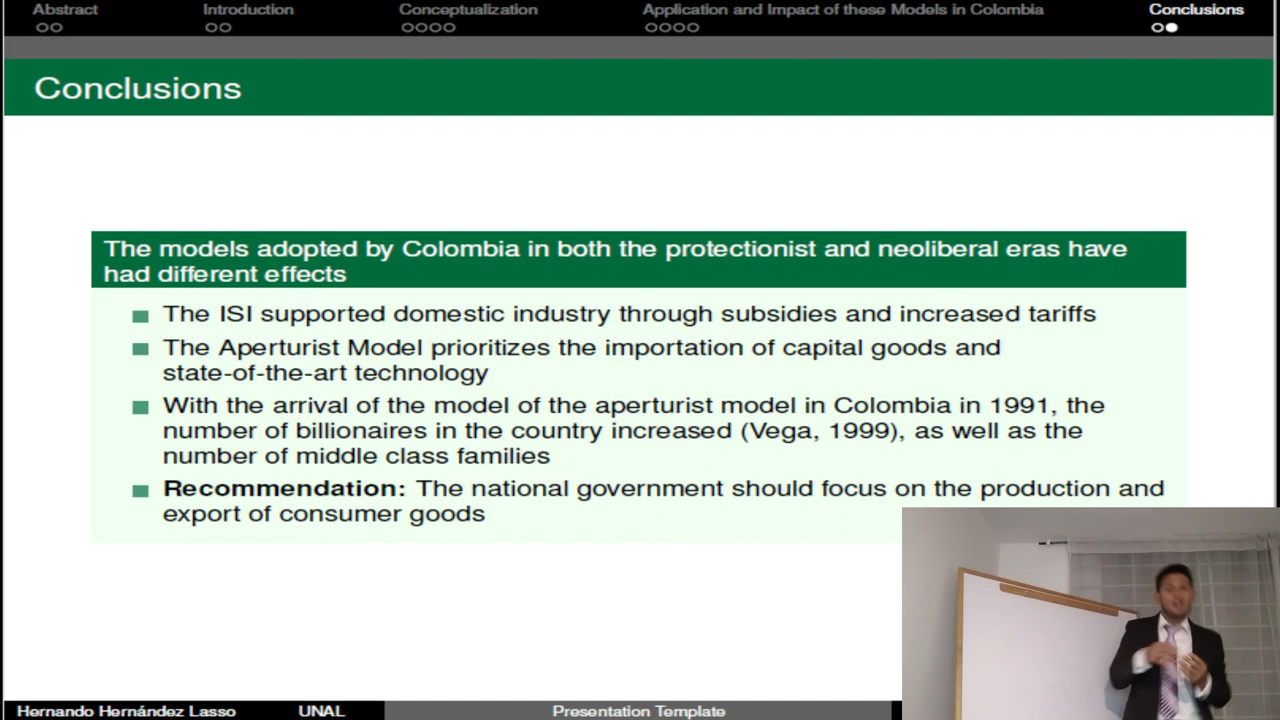 Abstract Introduction Conceptualization Application and Impact of these Models in Colombia Conclusions
Conclusions
The models adopted by Colombia in both the protectionist and neoliberal eras have
had different effects
The ISI supported domestic industry through subsidies and increased tariffs
The Aperturist Model prioritizes the importation of capital goods and
state-of-the-art technology
With the arrival of the model of the aperturist model in Colombia in 1991, the
number of billionaires in the country increased (Vega, 1999), as well as the
number of middle class families
Recommendation: The national government should focus on the production and
export of consumer goods
Hernando Hernández Lasso UNAL Presentation Template